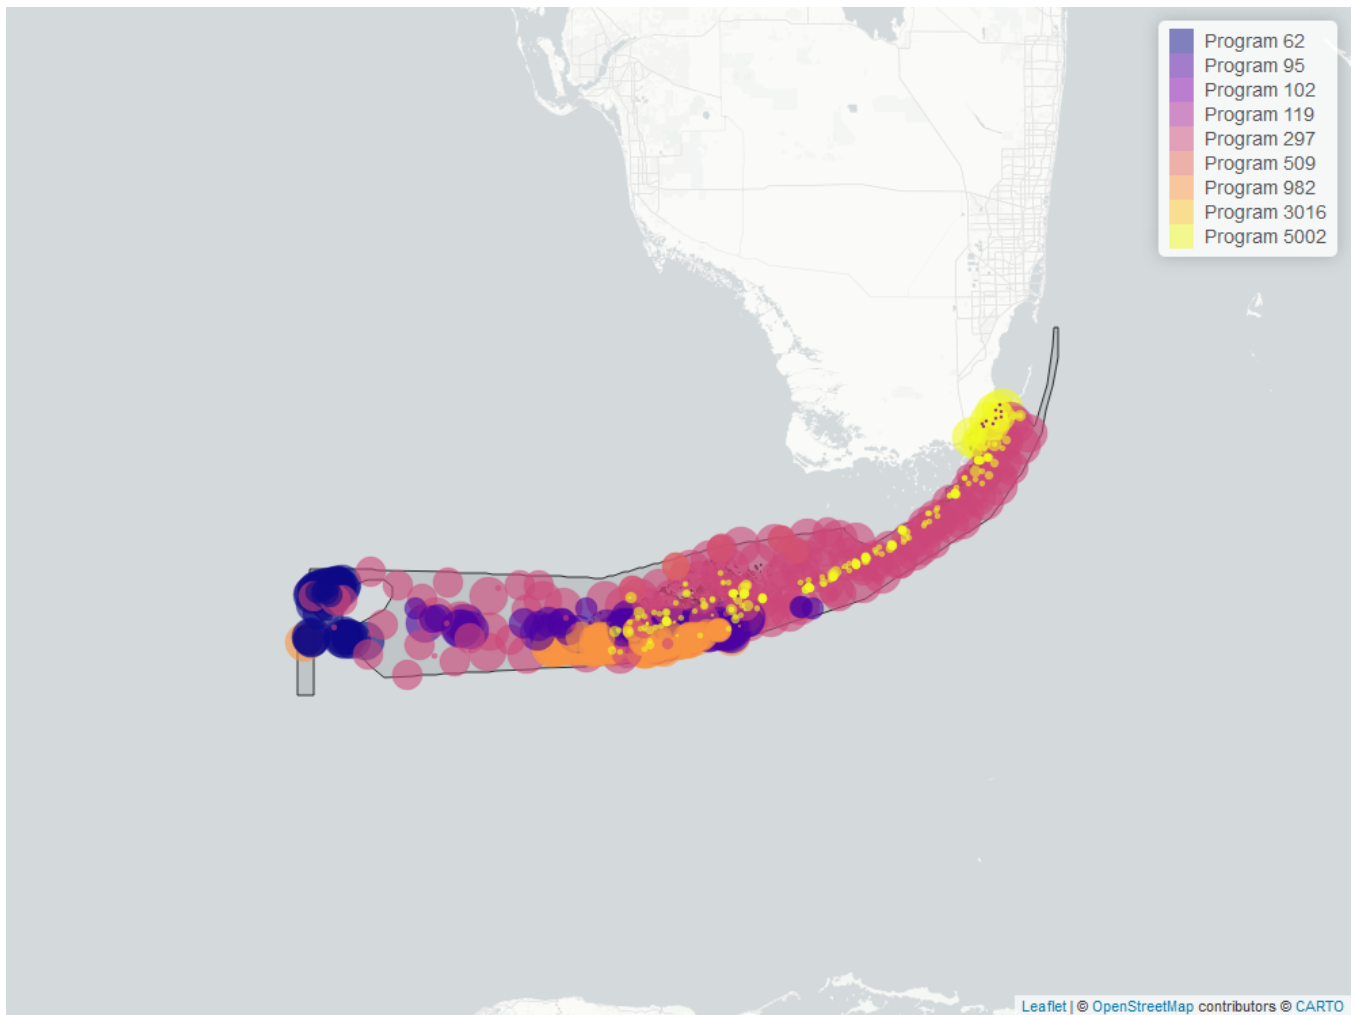 Program 62
Program 95
Program 102
Program 119
Program 297
Program 509
Program 982
Program 3016
Program 5002
Leaflet | © OpenStreetMap contributors © CARTO